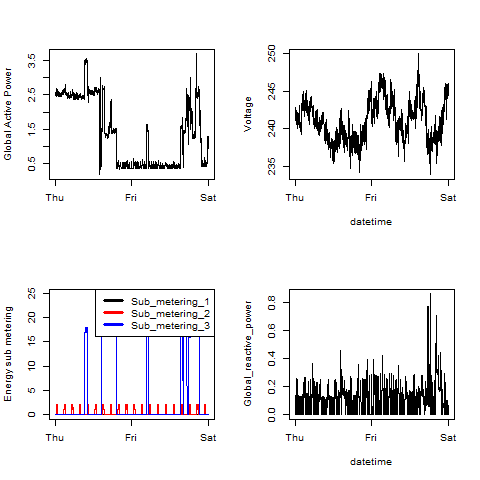 Global Active Power
3.5
2.5
1.5
0.5
Thu
Fri
Sat
Voltage
250
245
240
235
Thu
Fri
Sat
datetime
Energy sub metering
25
20
15
10
5
0
Sub_metering_1
Sub_metering_2
Sub_metering_3
Thu
Fri
Sat
Global_reactive_power
0.8
0.6
0.4
0.2
0.0
Thu
Fri
Sat
datetime